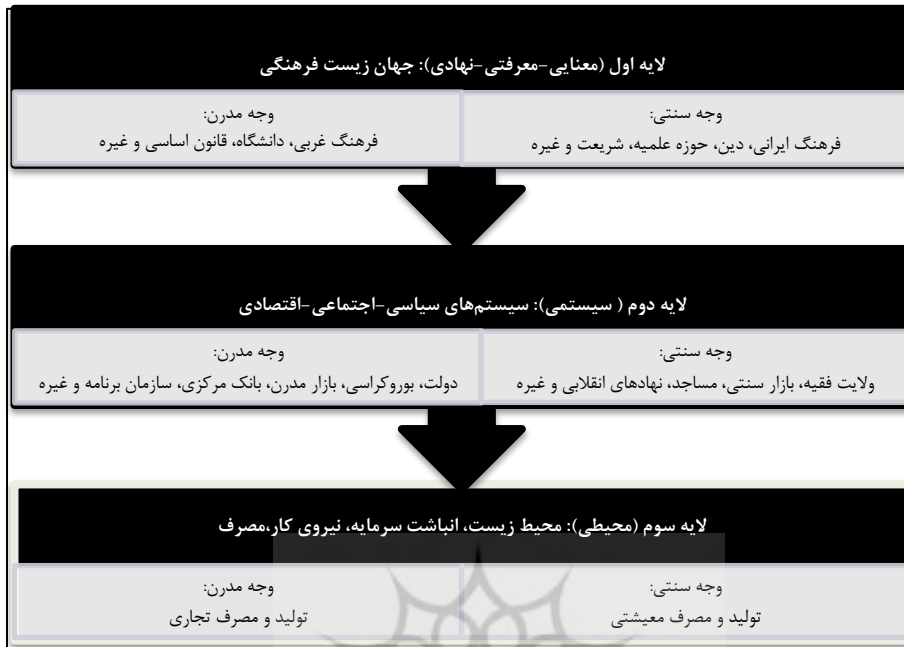 لایه اول (معنایی-معرفتی-نهادی): جهان زیست فرهنگی
وجه سنتی:
فرهنگ ایرانی، دین، حوزه علمیه، شریعت و غیره
وجه مدرن:
فرهنگ غربی، دانشگاه، قانون اساسی و غیره
لایه دوم ( سیستمی): سیستم‌های سیاسی-اجتماعی-اقتصادی
وجه سنتی:
ولایت فقیه، بازار سنتی، مساجد، نهادهای انقلابی و غیره
وجه مدرن:
دولت، بوروکراسی، بازار مدرن، بانک مرکزی، سازمان برنامه و غیره
لایه سوم (محیطی): محیط زیست، انباشت سرمایه، نیروی کار،مصرف
وجه سنتی:
تولید و مصرف معیشتی
وجه مدرن:
تولید و مصرف تجاری